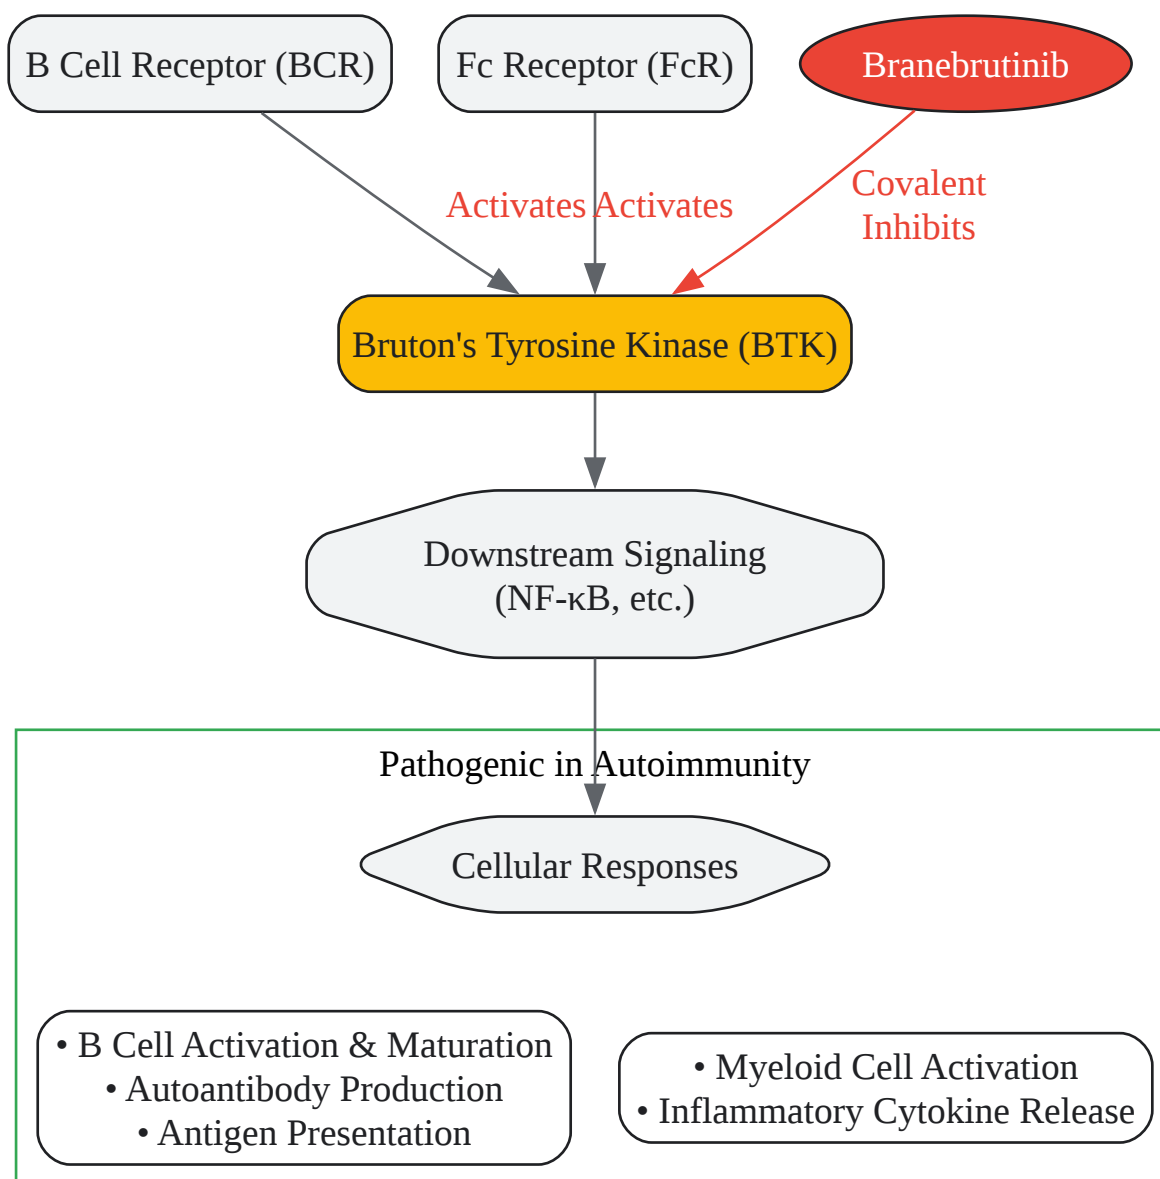 B Cell Receptor (BCR)
Fc Receptor (FcR)
Branebrutinib
Activates
Activates
Covalent
Inhibits
Bruton's Tyrosine Kinase (BTK)
Downstream Signaling
(NF-κB, etc.)
Pathogenic in Autoimmunity
Cellular Responses
• B Cell Activation & Maturation
• Autoantibody Production
• Antigen Presentation
• Myeloid Cell Activation
• Inflammatory Cytokine Release